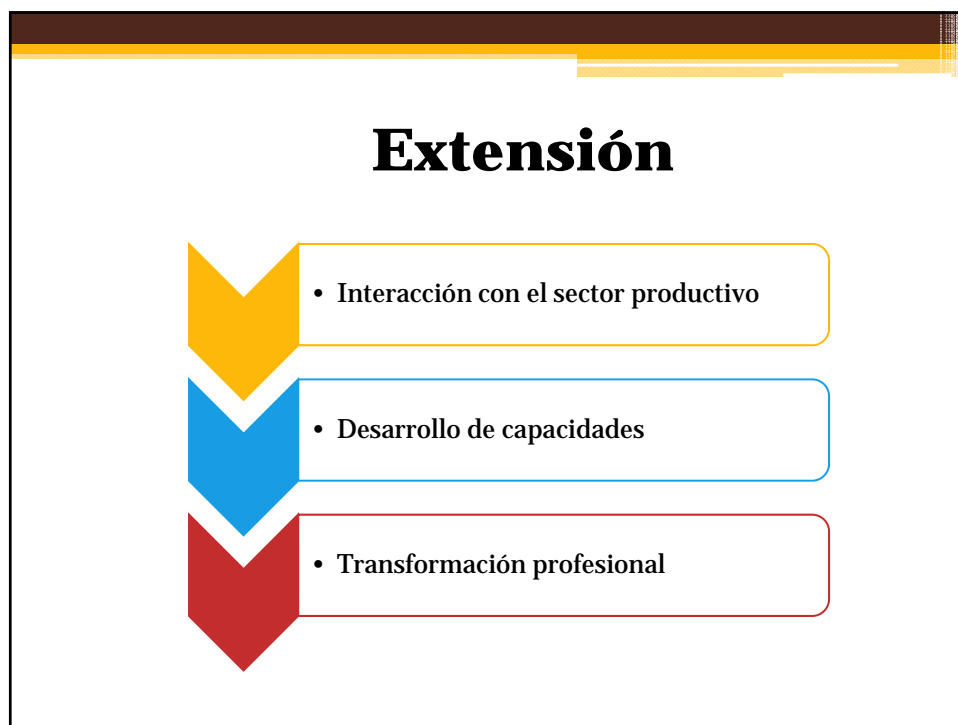 Extensión
• Interacción con el sector productivo
• Desarrollo de capacidades
• Transformación profesional